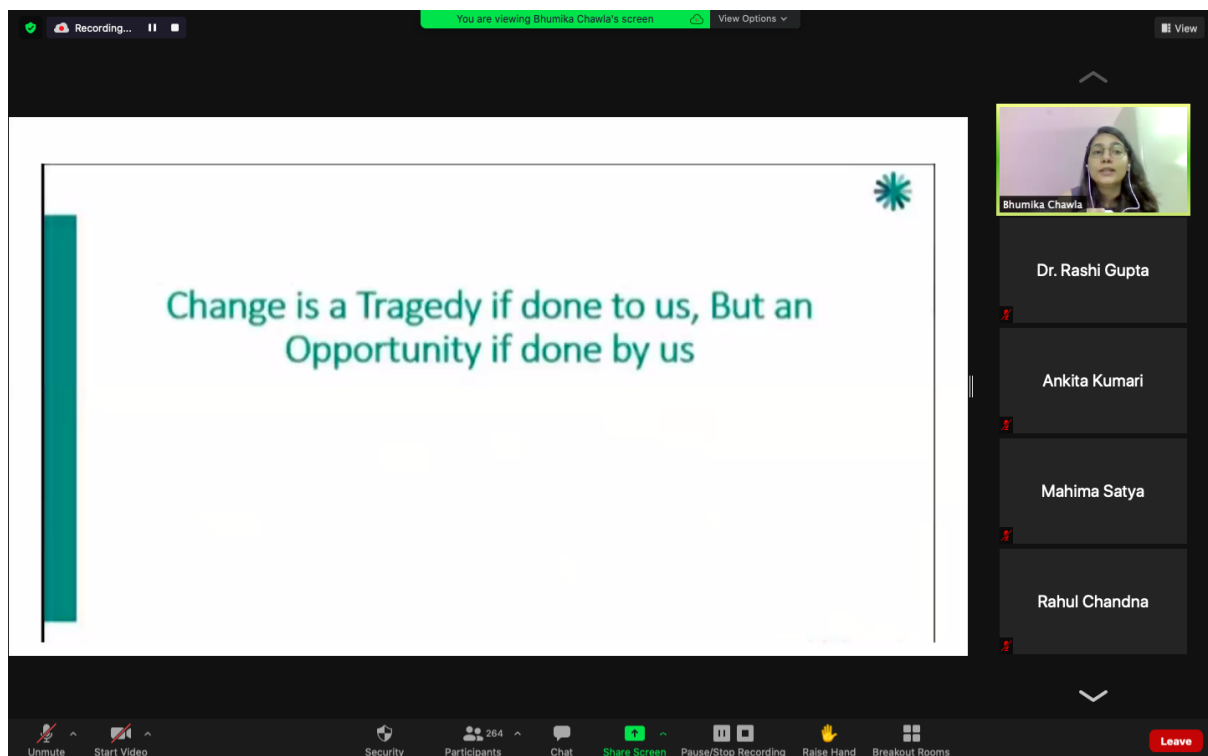 Recording...
You are viewing Bhumika Chawla's screen
View Options
View
Change is a Tragedy if done to us, But an
Opportunity if done by us
Bhumika Chawla
Dr. Rashi Gupta
Ankita Kumari
Mahima Satya
Rahul Chandna
Unmute
Start Video
Security
264
Participants
Chat
Share Screen
Pause/Stop Recording
Raise Hand
Breakout Rooms
Leave